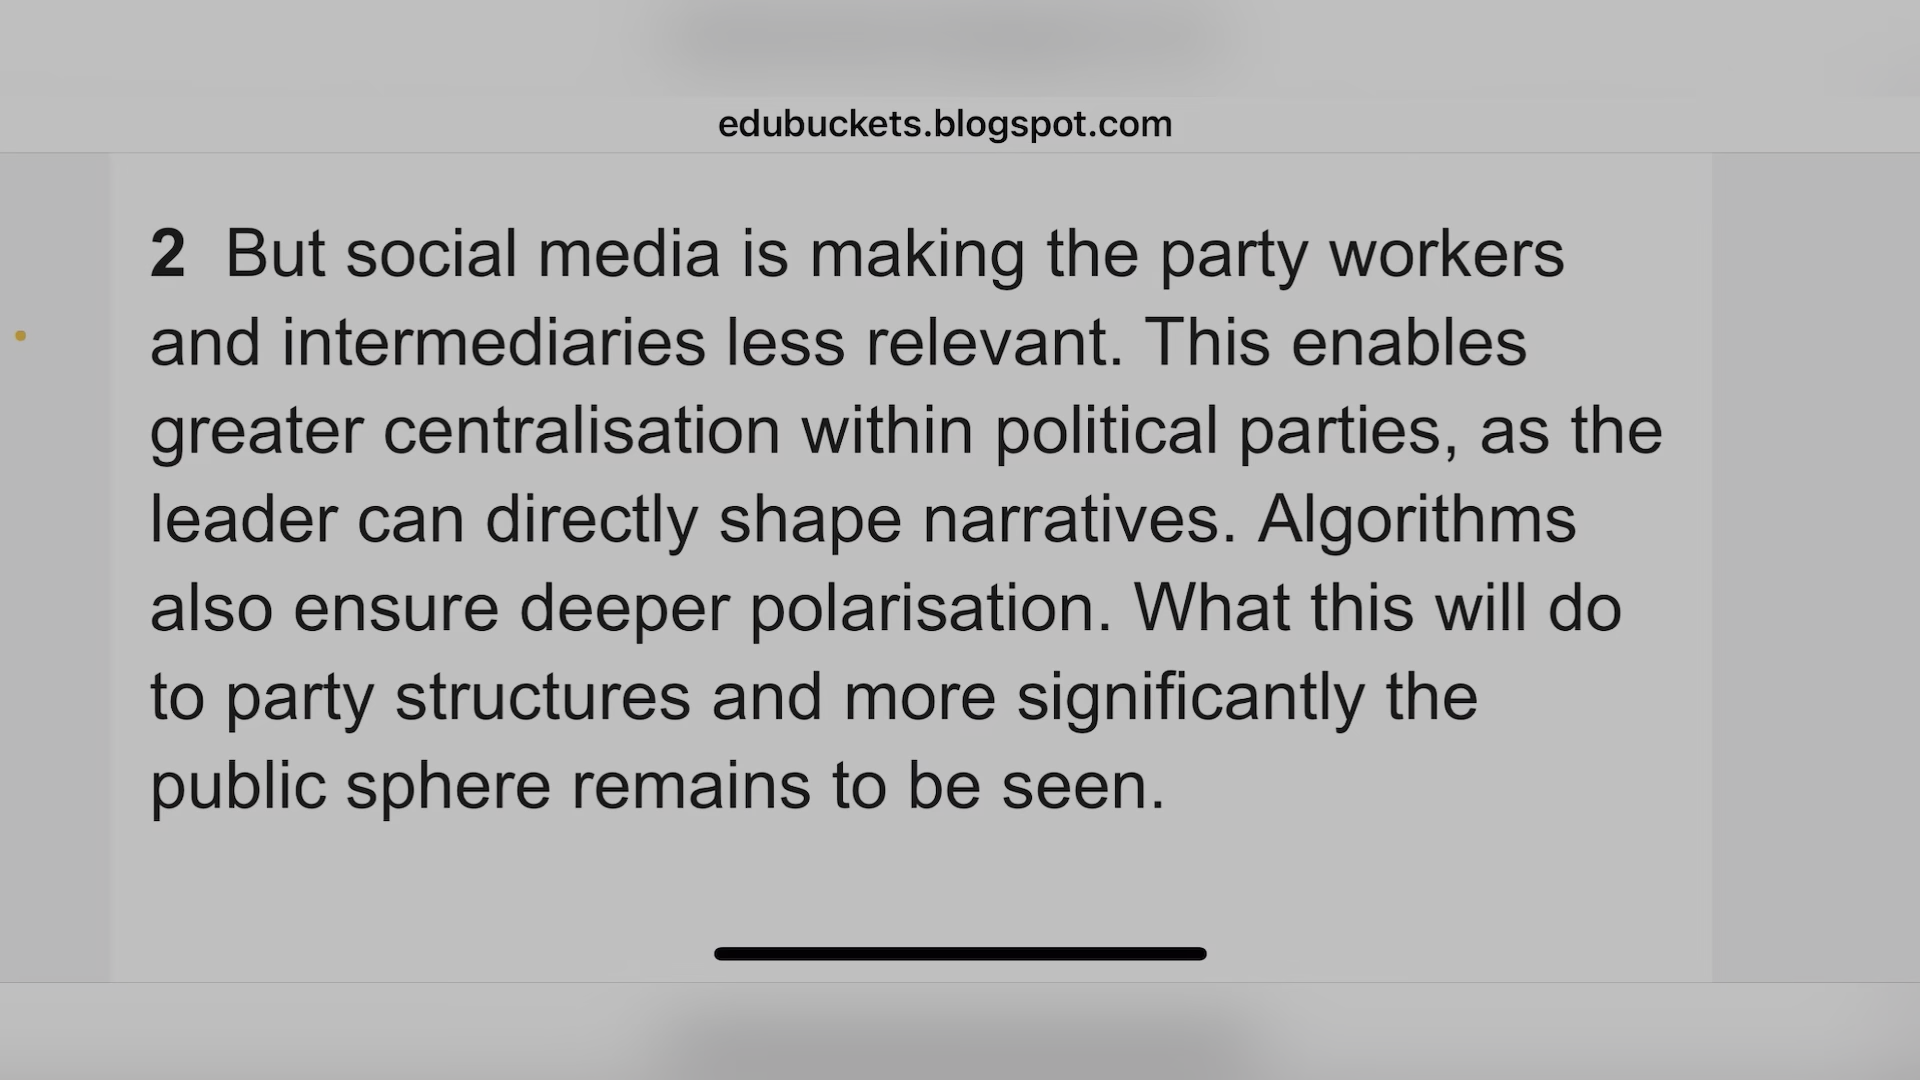 edubuckets.blogspot.com
2 But social media is making the party workers
and intermediaries less relevant. This enables
greater centralisation within political parties, as the
leader can directly shape narratives. Algorithms
also ensure deeper polarisation. What this will do
to party structures and more significantly the
public sphere remains to be seen.